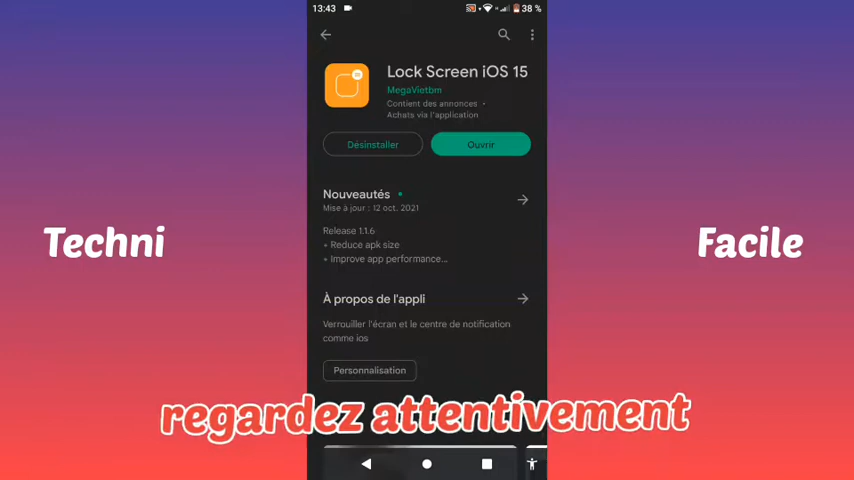 13:43
38 %
Lock Screen iOS 15
MegaVietbm
Contient des annonces •
Achats via l'application
Désinstaller
Ouvrir
Nouveautés •
Mise à jour : 12 oct. 2021
Release 1.1.6
• Reduce apk size
• Improve app performance...
Techni
Facile
À propos de l'appli
Verrouiller l'écran et le centre de notification
comme ios
Personnalisation
regardez attentivement